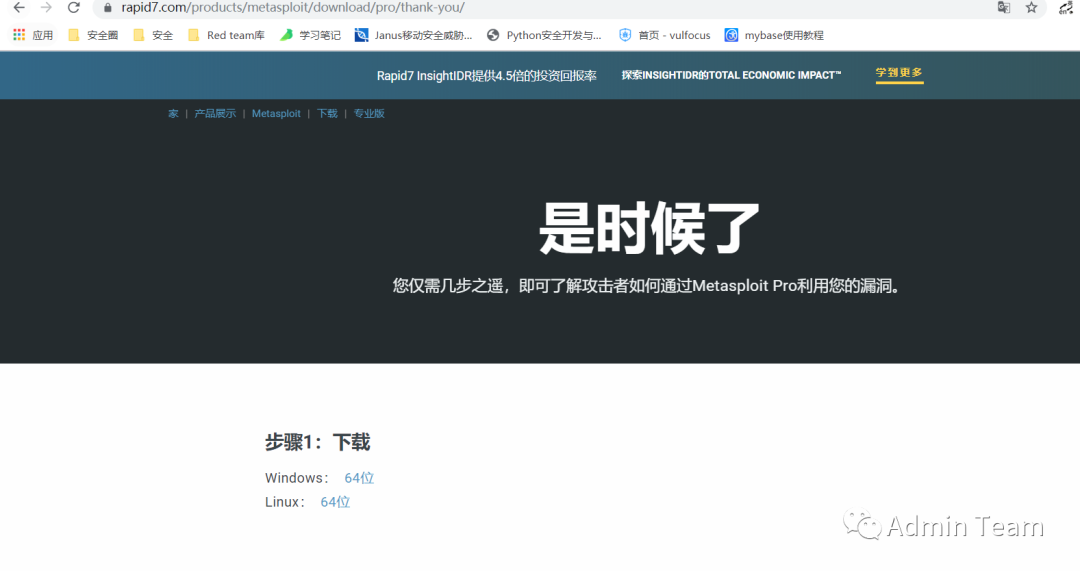 rapid7.com/products/metasploit/download/pro/thank-you/
应用 安全圈 安全 Red team库 学习笔记 Janus移动安全威胁... Python安全开发与... 首页 - vulfocus mybase使用教程
Rapid7 InsightIDR提供4.5倍的投资回报率 探索INSIGHTIDR的TOTAL ECONOMIC IMPACT™ 学到更多
家 | 产品展示 | Metasploit | 下载 | 专业版
是时候了
您仅需几步之遥，即可了解攻击者如何通过Metasploit Pro利用您的漏洞。
步骤1：下载
Windows： 64位
Linux： 64位
Admin Team